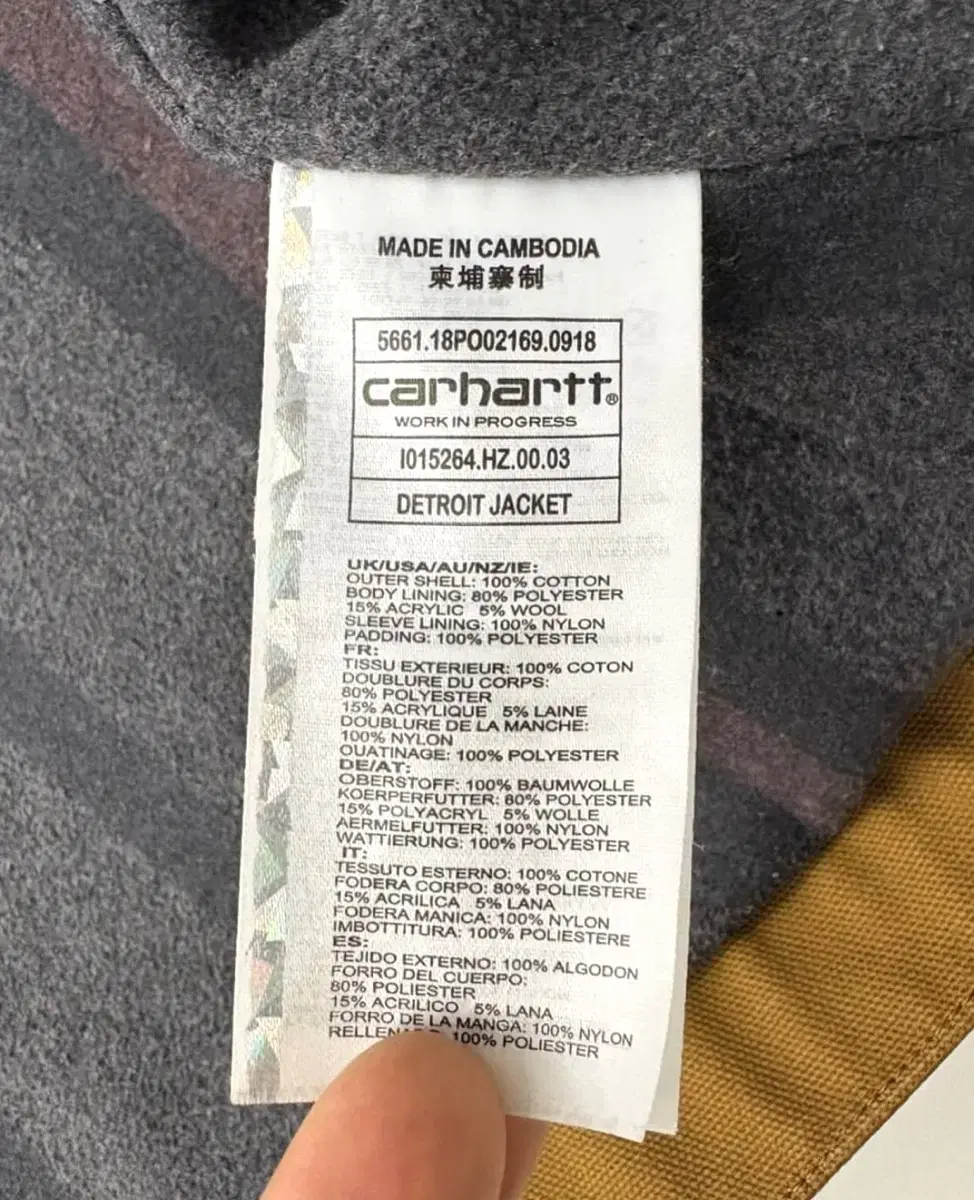 MADE IN CAMBODIA
柬埔寨制
5661.18PO02169.0918
carhartt®
WORK IN PROGRESS
I015264.HZ.00.03
DETROIT JACKET
UK/USA/AU/NZ/IE:
OUTER SHELL: 100% COTTON
BODY LINING: 80% POLYESTER
15% ACRYLIC 5% WOOL
SLEEVE LINING: 100% NYLON
PADDING: 100% POLYESTER
FR:
TISSU EXTERIEUR: 100% COTON
DOUBLURE DU CORPS:
80% POLYESTER
15% ACRYLIQUE 5% LAINE
DOUBLURE DE LA MANCHE:
100% NYLON
OUATINAGE: 100% POLYESTER
DE/AT:
OBERSTOFF: 100% BAUMWOLLE
KOERPERFUTTER: 80% POLYESTER
15% POLYACRYL 5% WOLLE
AERMELFUTTER: 100% NYLON
WATTIERUNG: 100% POLYESTER
IT:
TESSUTO ESTERNO: 100% COTONE
FODERA CORPO: 80% POLIESTERE
15% ACRILICA 5% LANA
FODERA MANICA: 100% NYLON
IMBOTTITURA: 100% POLIESTERE
ES:
TEJIDO EXTERNO: 100% ALGODON
FORRO DEL CUERPO:
80% POLIESTER
15% ACRILICO 5% LANA
FORRO DE LA MANGA: 100% NYLON
100% POLIESTER